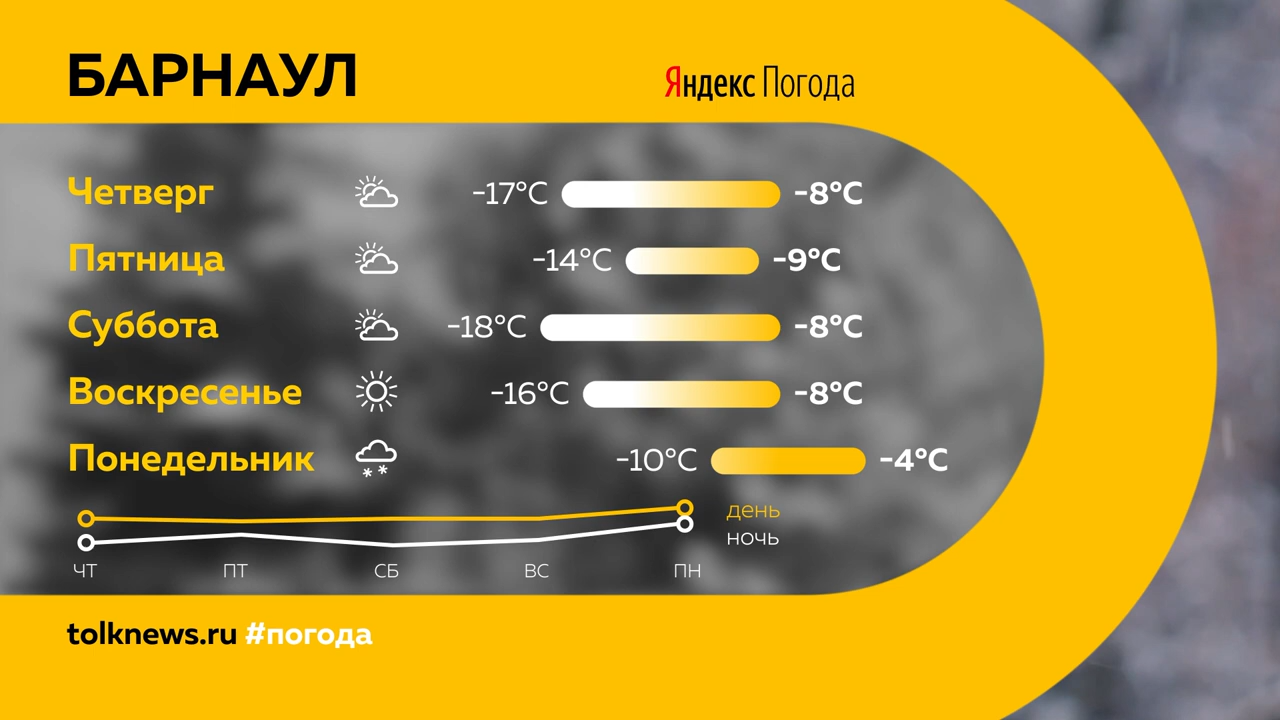 БАРНАУЛ
Яндекс Погода
Четверг -17°C -8°C
Пятница -14°C -9°C
Суббота -18°C -8°C
Воскресенье -16°C -8°C
Понедельник -10°C -4°C
день
ночь
ЧТ ПТ СБ ВС ПН
tolknews.ru #погода